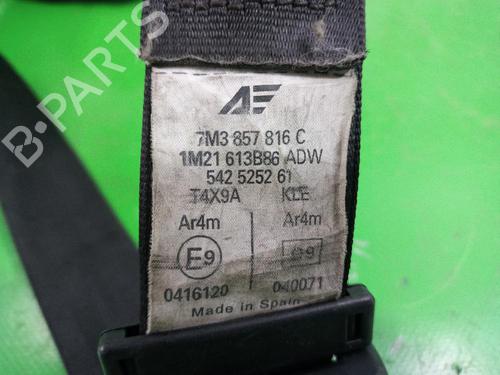 AE
7M3 857 816 C
1M21 613B86 ADW
542 5252 61
T4X9A KLE
Ar4m Ar4m
E9 e9
0416120 040071
Made in Spain